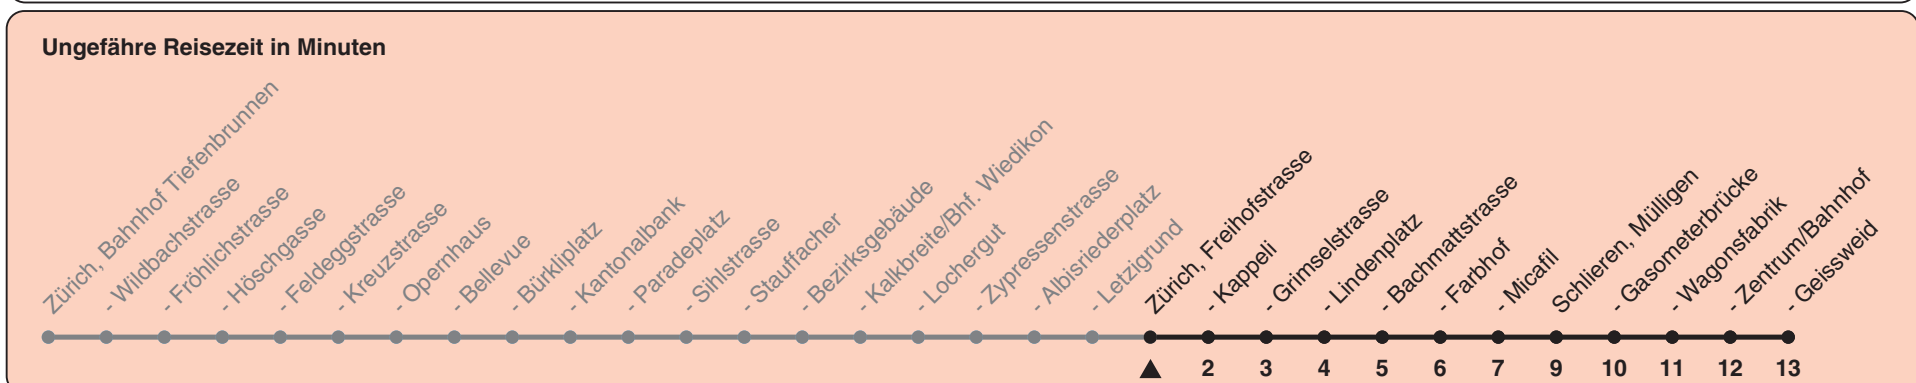 Ungefähre Reisezeit in Minuten
Zürich, Bahnhof Tiefenbrunnen
- Wildbachstrasse
- Fröhlichstrasse
- Höschgasse
- Feldeggstrasse
- Kreuzstrasse
- Opernhaus
- Bellevue
- Bürkliplatz
- Kantonalbank
- Paradeplatz
- Sihlstrasse
- Stauffacher
- Bezirksgebäude
- Kalkbreite/Bhf. Wiedikon
- Lochergut
- Zypressenstrasse
- Albisriederplatz
- Letzigrund
Zürich, Freihofstrasse
- Kappeli
- Grimselstrasse
- Lindenplatz
- Bachmattstrasse
- Farbhof
- Micafil
Schlieren, Mülligen
- Gasometerbrücke
- Wagonsfabrik
- Zentrum/Bahnhof
- Geissweid
2 3 4 5 6 7 9 10 11 12 13